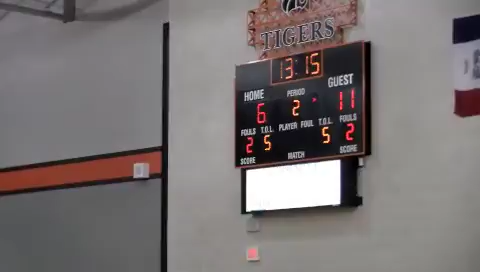 TIGERS
13:15
HOME PERIOD GUEST
6 2 11
FOULS T.O.L. PLAYER FOUL T.O.L. FOULS
2 5 5 2
SCORE MATCH SCORE